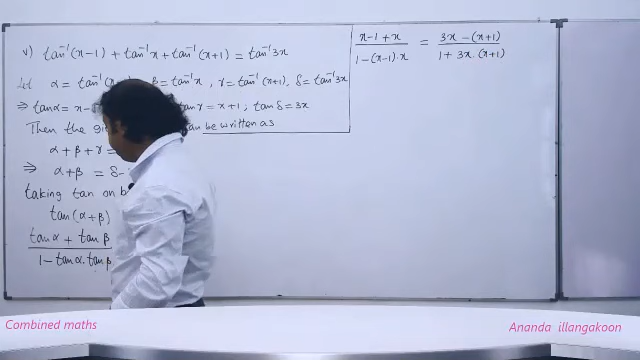 v) tan⁻¹(x-1) + tan⁻¹x + tan⁻¹(x+1) = tan⁻¹3x
Let α = tan⁻¹(x β = tan⁻¹x, γ = tan⁻¹(x+1), δ = tan⁻¹3x
⇒ tanα = x- tanγ = x+1, tanδ = 3x
Then the can be written as
α + β + γ =
⇒ α + β = δ -
taking tan on
tan(α+β)
(tanα + tanβ)/(1 - tanα.tanβ
(x-1+x)/(1-(x-1).x) = (3x-(x+1))/(1+3x.(x+1))
Combined maths
Ananda illangakoon